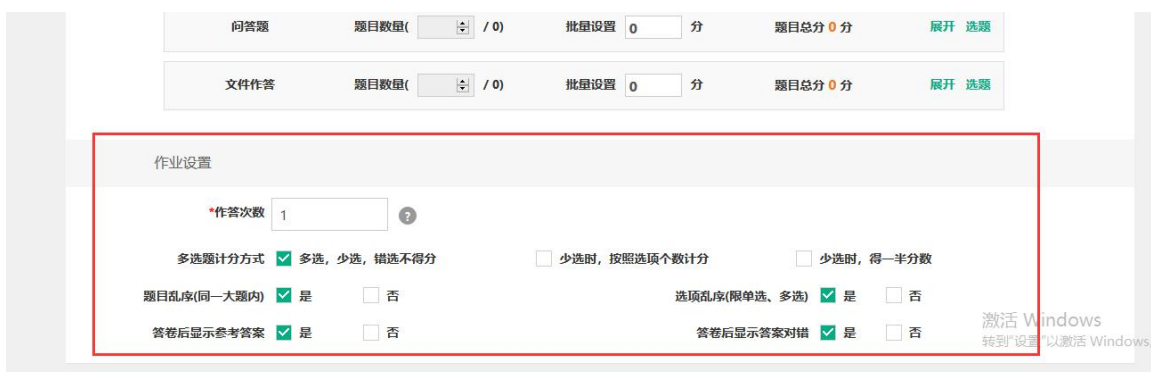 问答题 题目数量( / 0) 批量设置 0 分 题目总分 0 分 展开 选题
文件作答 题目数量( / 0) 批量设置 0 分 题目总分 0 分 展开 选题
作业设置
*作答次数 1 ?
多选题计分方式 多选，少选，错选不得分 少选时，按照选项个数计分 少选时，得一半分数
题目乱序(同一大题内) 是 否 选项乱序(限单选、多选) 是 否
答卷后显示参考答案 是 否 答卷后显示答案对错 是 否
激活 Windows
转到"设置"以激活 Windows。